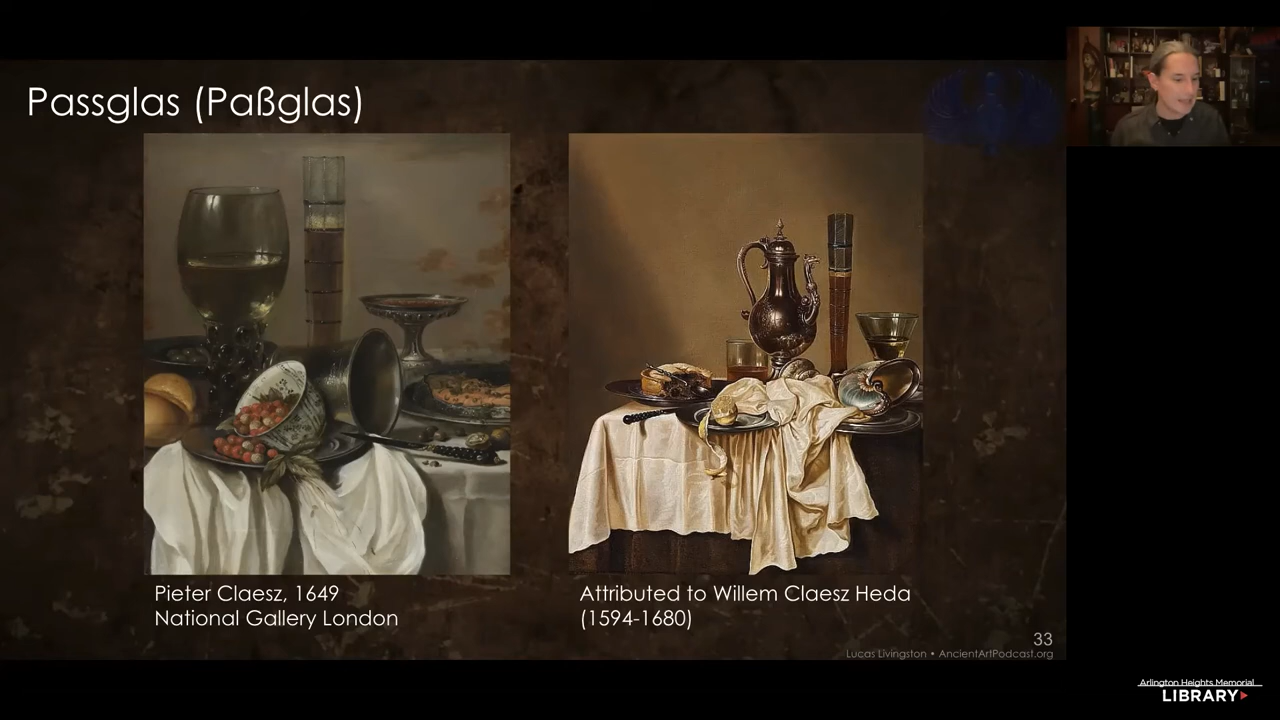 Passglas (Paßglas)
Pieter Claesz, 1649
National Gallery London
Attributed to Willem Claesz Heda
(1594-1680)
33
Lucas Livingston • AncientArtPodcast.org
Arlington Heights Memorial
LIBRARY